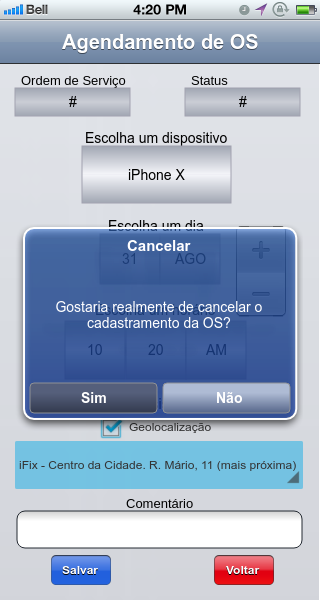 Bell 4:20 PM
Agendamento de OS
Ordem de Serviço Status
# #
Escolha um dispositivo
iPhone X
Escolha um dia
31 AGO +
Cancelar
Gostaria realmente de cancelar o
cadastramento da OS?
10 20 AM
Sim Não
Geolocalização
iFix - Centro da Cidade. R. Mário, 11 (mais próxima)
Comentário
Salvar Voltar